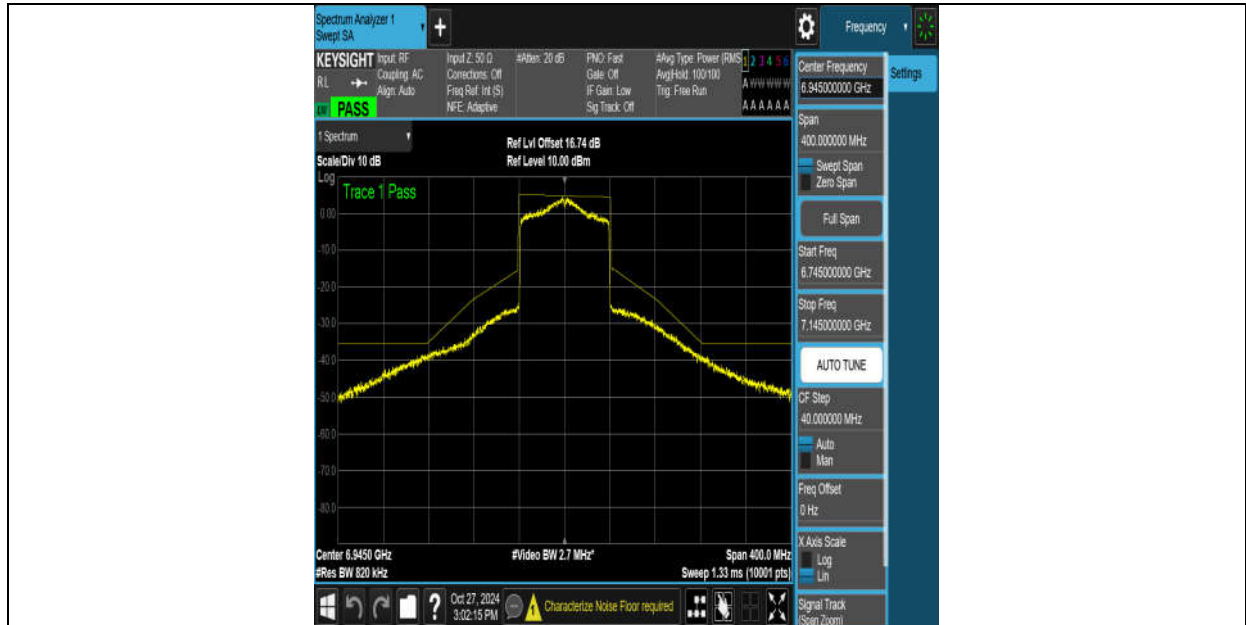 Spectrum Analyzer 1
Swept SA
+
Frequency
KEYSIGHT
RL
PASS
Input: RF
Coupling: AC
Align: Auto
Input Z: 50 Ω
Corrections: Off
Freq Ref: Int (S)
NFE: Adaptive
#Atten: 20 dB
PNO: Fast
Gate: Off
IF Gain: Low
Sig Track: Off
#Avg Type: Power (RMS
Avg|Hold: 100/100
Trig: Free Run
1 2 3 4 5 6
A W W W W W
A A A A A A
Center Frequency
6.945000000 GHz
Settings
Span
400.000000 MHz
Swept Span
Zero Span
Full Span
Start Freq
6.745000000 GHz
Stop Freq
7.145000000 GHz
AUTO TUNE
CF Step
40.000000 MHz
Auto
Man
Freq Offset
0 Hz
X Axis Scale
Log
Lin
Signal Track
(Span Zoom)
1 Spectrum
Scale/Div 10 dB
Ref Lvl Offset 16.74 dB
Ref Level 10.00 dBm
Log
Trace 1 Pass
0.00
-10.0
-20.0
-30.0
-40.0
-50.0
-60.0
-70.0
-80.0
Center 6.9450 GHz
#Video BW 2.7 MHz*
Span 400.0 MHz
#Res BW 820 kHz
Sweep 1.33 ms (10001 pts)
?
Oct 27, 2024
3:02:15 PM
Characterize Noise Floor required